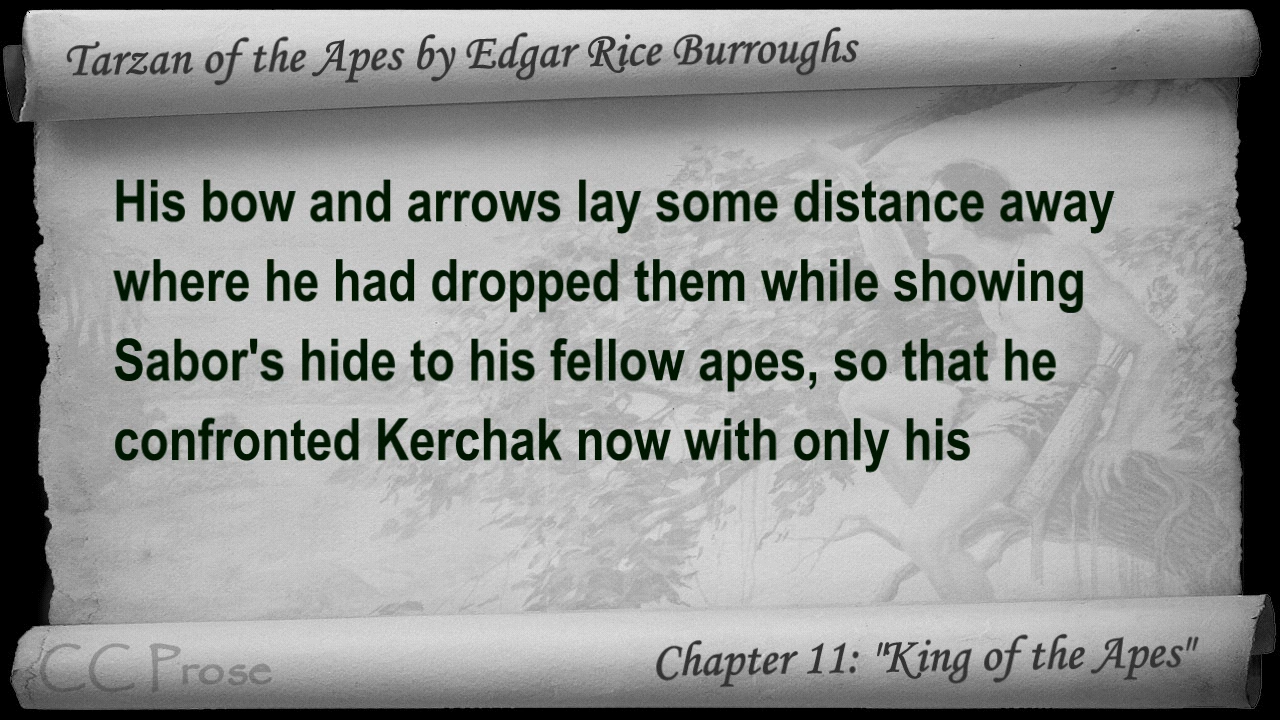 Tarzan of the Apes by Edgar Rice Burroughs
His bow and arrows lay some distance away
where he had dropped them while showing
Sabor's hide to his fellow apes, so that he
confronted Kerchak now with only his
CC Prose
Chapter 11: "King of the Apes"